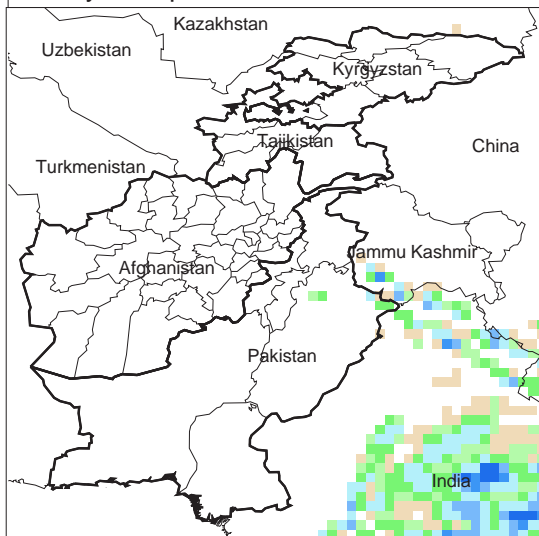 Kazakhstan
Uzbekistan
Kyrgyzstan
China
Tajikistan
Turkmenistan
Jammu Kashmir
Afghanistan
Pakistan
India